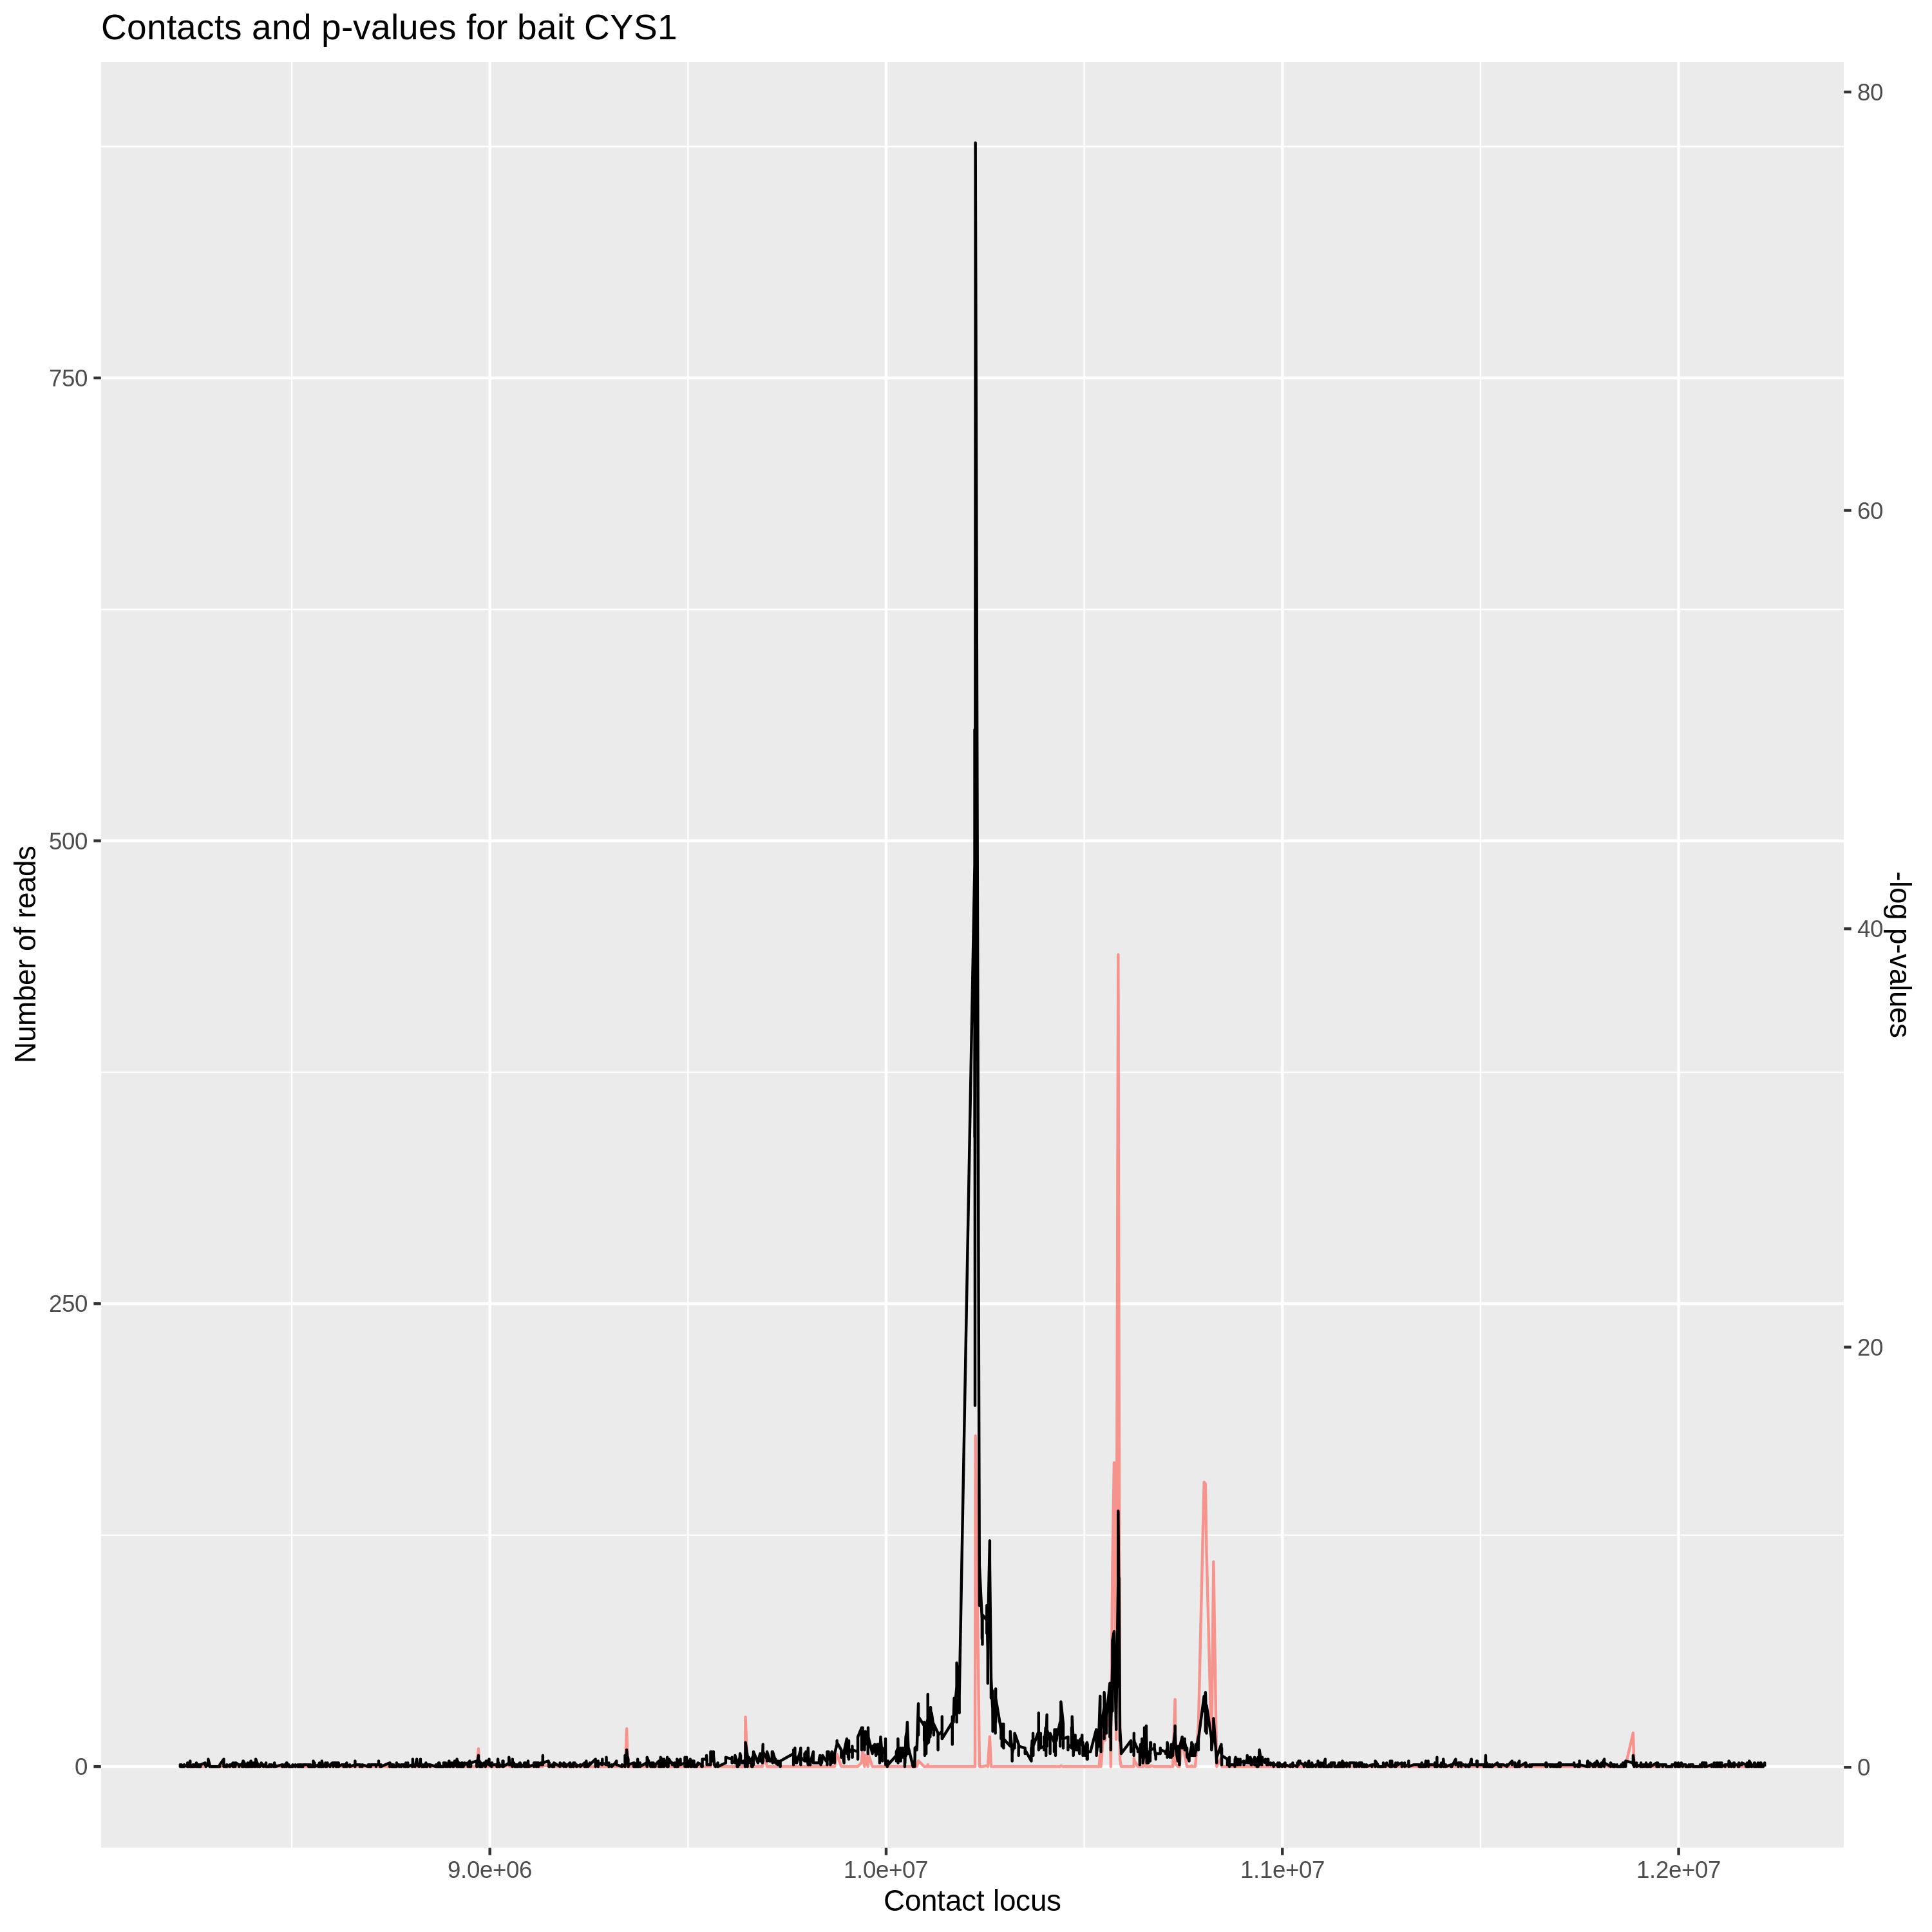 Contacts and p-values for bait CYS1
80
750
60
500
Number of reads
-log p-values
40
250
20
0
0
9.0e+06
1.0e+07
1.1e+07
1.2e+07
Contact locus